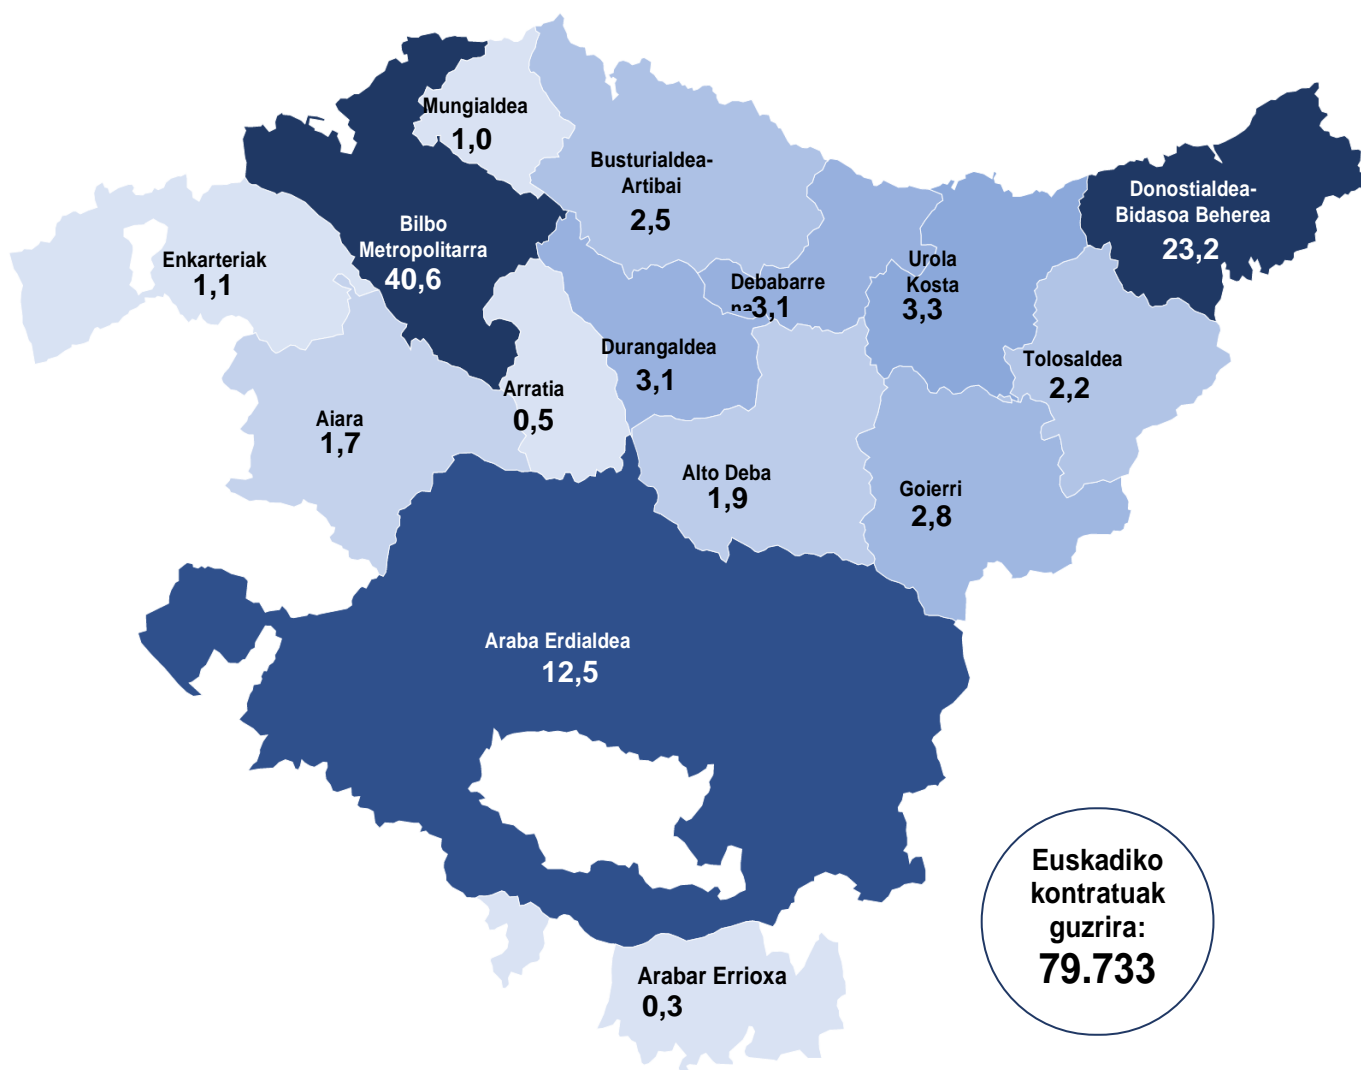 Mungialdea
1,0
Busturialdea-
Artibai
2,5
Donostialdea-
Bidasoa Beherea
23,2
Bilbo
Metropolitarra
40,6
Enkarteriak
1,1
Debabarre
na3,1
Urola
Kosta
3,3
Durangaldea
3,1
Tolosaldea
2,2
Arratia
0,5
Aiara
1,7
Alto Deba
1,9
Goierri
2,8
Araba Erdialdea
12,5
Euskadiko
kontratuak
guzrira:
79.733
Arabar Errioxa
0,3